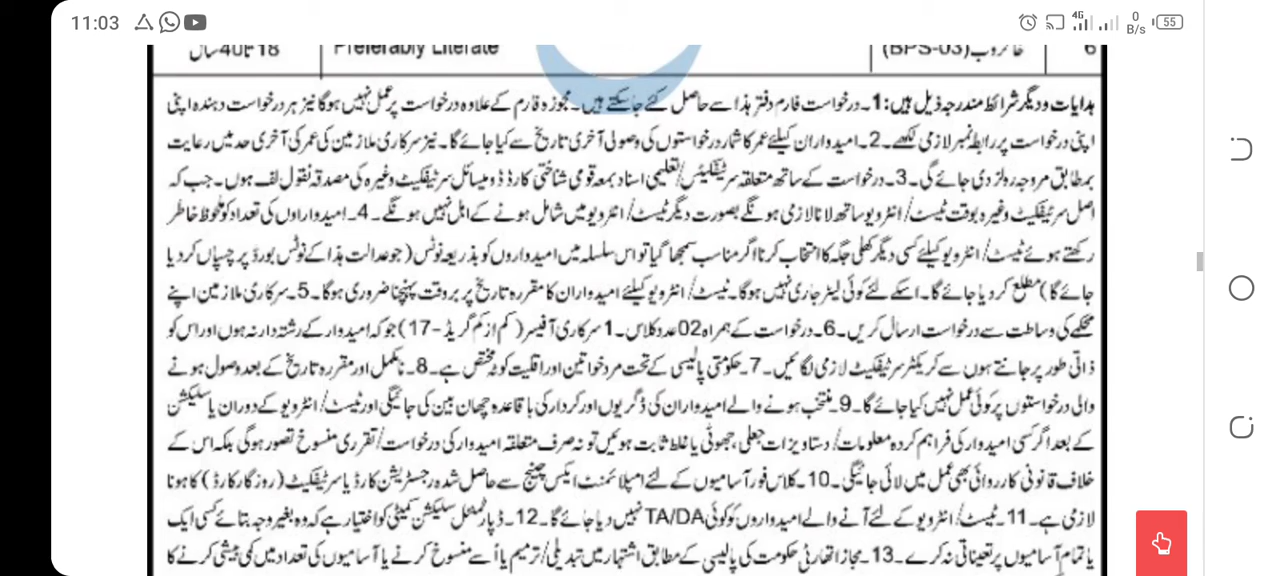 11:03
4G 0 B/s 55
6 خاکروب (BPS-03) Preferably Literate 18 تا 40 سال
ہدایات و دیگر شرائط مندرجہ ذیل ہیں: 1۔ درخواست فارم دفتر ہذا سے حاصل کئے جا سکتے ہیں۔ مجوزہ فارم کے علاوہ درخواست پر عمل نہیں ہوگا نیز ہر درخواست دہندہ اپنی
اپنی درخواست پر رابطہ نمبر لازمی لکھے۔ 2۔ امیدواران کیلئے عمر کا شمار درخواستوں کی وصولی آخری تاریخ سے کیا جائے گا۔ نیز سرکاری ملازمین کی عمر کی آخری حد میں رعایت
بمطابق مروجہ رولز دی جائے گی۔ 3۔ درخواست کے ساتھ متعلقہ سرٹیفکیٹس/تعلیمی اسناد بمعہ قومی شناختی کارڈ ڈومیسائل سرٹیفکیٹ وغیرہ کی مصدقہ نقول لف ہوں۔ جب کہ
اصل سرٹیفکیٹ وغیرہ بوقت ٹیسٹ/ انٹرویو ساتھ لانا لازمی ہونگے بصورت دیگر ٹیسٹ/ انٹرویو میں شامل ہونے کے اہل نہیں ہونگے۔ 4۔ امیدواروں کی تعداد کو ملحوظ خاطر
رکھتے ہوئے ٹیسٹ/ انٹرویو کیلئے کسی دیگر کھلی جگہ کا انتخاب کرنا اگر مناسب سمجھا گیا تو اس سلسلہ میں امیدواروں کو بذریعہ نوٹس (جو عدالت ہذا کے نوٹس بورڈ پر چسپاں کر دیا
جائے گا) مطلع کر دیا جائے گا۔ اسکے لئے کوئی لیٹر جاری نہیں ہوگا۔ ٹیسٹ/ انٹرویو کیلئے امیدواران کا مقررہ تاریخ پر بروقت پہنچنا ضروری ہوگا۔ 5۔ سرکاری ملازمین اپنے
محکمے کی وساطت سے درخواست ارسال کریں۔ 6۔ درخواست کے ہمراہ 02 عدد کلاس۔1 سرکاری آفیسر (کم از کم گریڈ -17) جو کہ امیدوار کے رشتہ دار نہ ہوں اور اس کو
ذاتی طور پر جانتے ہوں سے کریکٹر سرٹیفکیٹ لازمی لگائیں۔ 7۔ حکومتی پالیسی کے تحت مرد خواتین اور اقلیت کوٹہ مختص ہے۔ 8۔ نامکمل اور مقررہ تاریخ کے بعد وصول ہونے
والی درخواستوں پر کوئی عمل نہیں کیا جائے گا۔ 9۔ منتخب ہونے والے امیدواران کی ڈگریوں اور کردار کی باقاعدہ چھان بین کی جائیگی اور ٹیسٹ/ انٹرویو کے دوران یا سلیکشن
کے بعد اگر کسی امیدوار کی فراہم کردہ معلومات/ دستاویزات جعلی، جھوٹی یا غلط ثابت ہوئیں تو نہ صرف متعلقہ امیدوار کی درخواست/ تقرری منسوخ تصور ہوگی بلکہ اس کے
خلاف قانونی کارروائی بھی عمل میں لائی جائیگی۔ 10۔ کلاس فور آسامیوں کے لئے امپلائمنٹ ایکس چینج سے حاصل شدہ رجسٹریشن کارڈ یا سرٹیفکیٹ (روزگار کارڈ) کا ہونا
لازمی ہے۔ 11۔ ٹیسٹ/ انٹرویو کے لئے آنے والے امیدواروں کو کوئی TA/DA نہیں دیا جائے گا۔ 12۔ ڈیپارٹمنٹل سلیکشن کمیٹی کو اختیار ہے کہ وہ بغیر وجہ بتائے کسی ایک
یا تمام آسامیوں پر تعیناتی نہ کرے۔ 13۔ مجاز اتھارٹی حکومت کی پالیسی کے مطابق اشتہار میں تبدیلی/ ترمیم یا اُسے منسوخ کرنے یا آسامیوں کی تعداد میں کمی بیشی کرنے کا